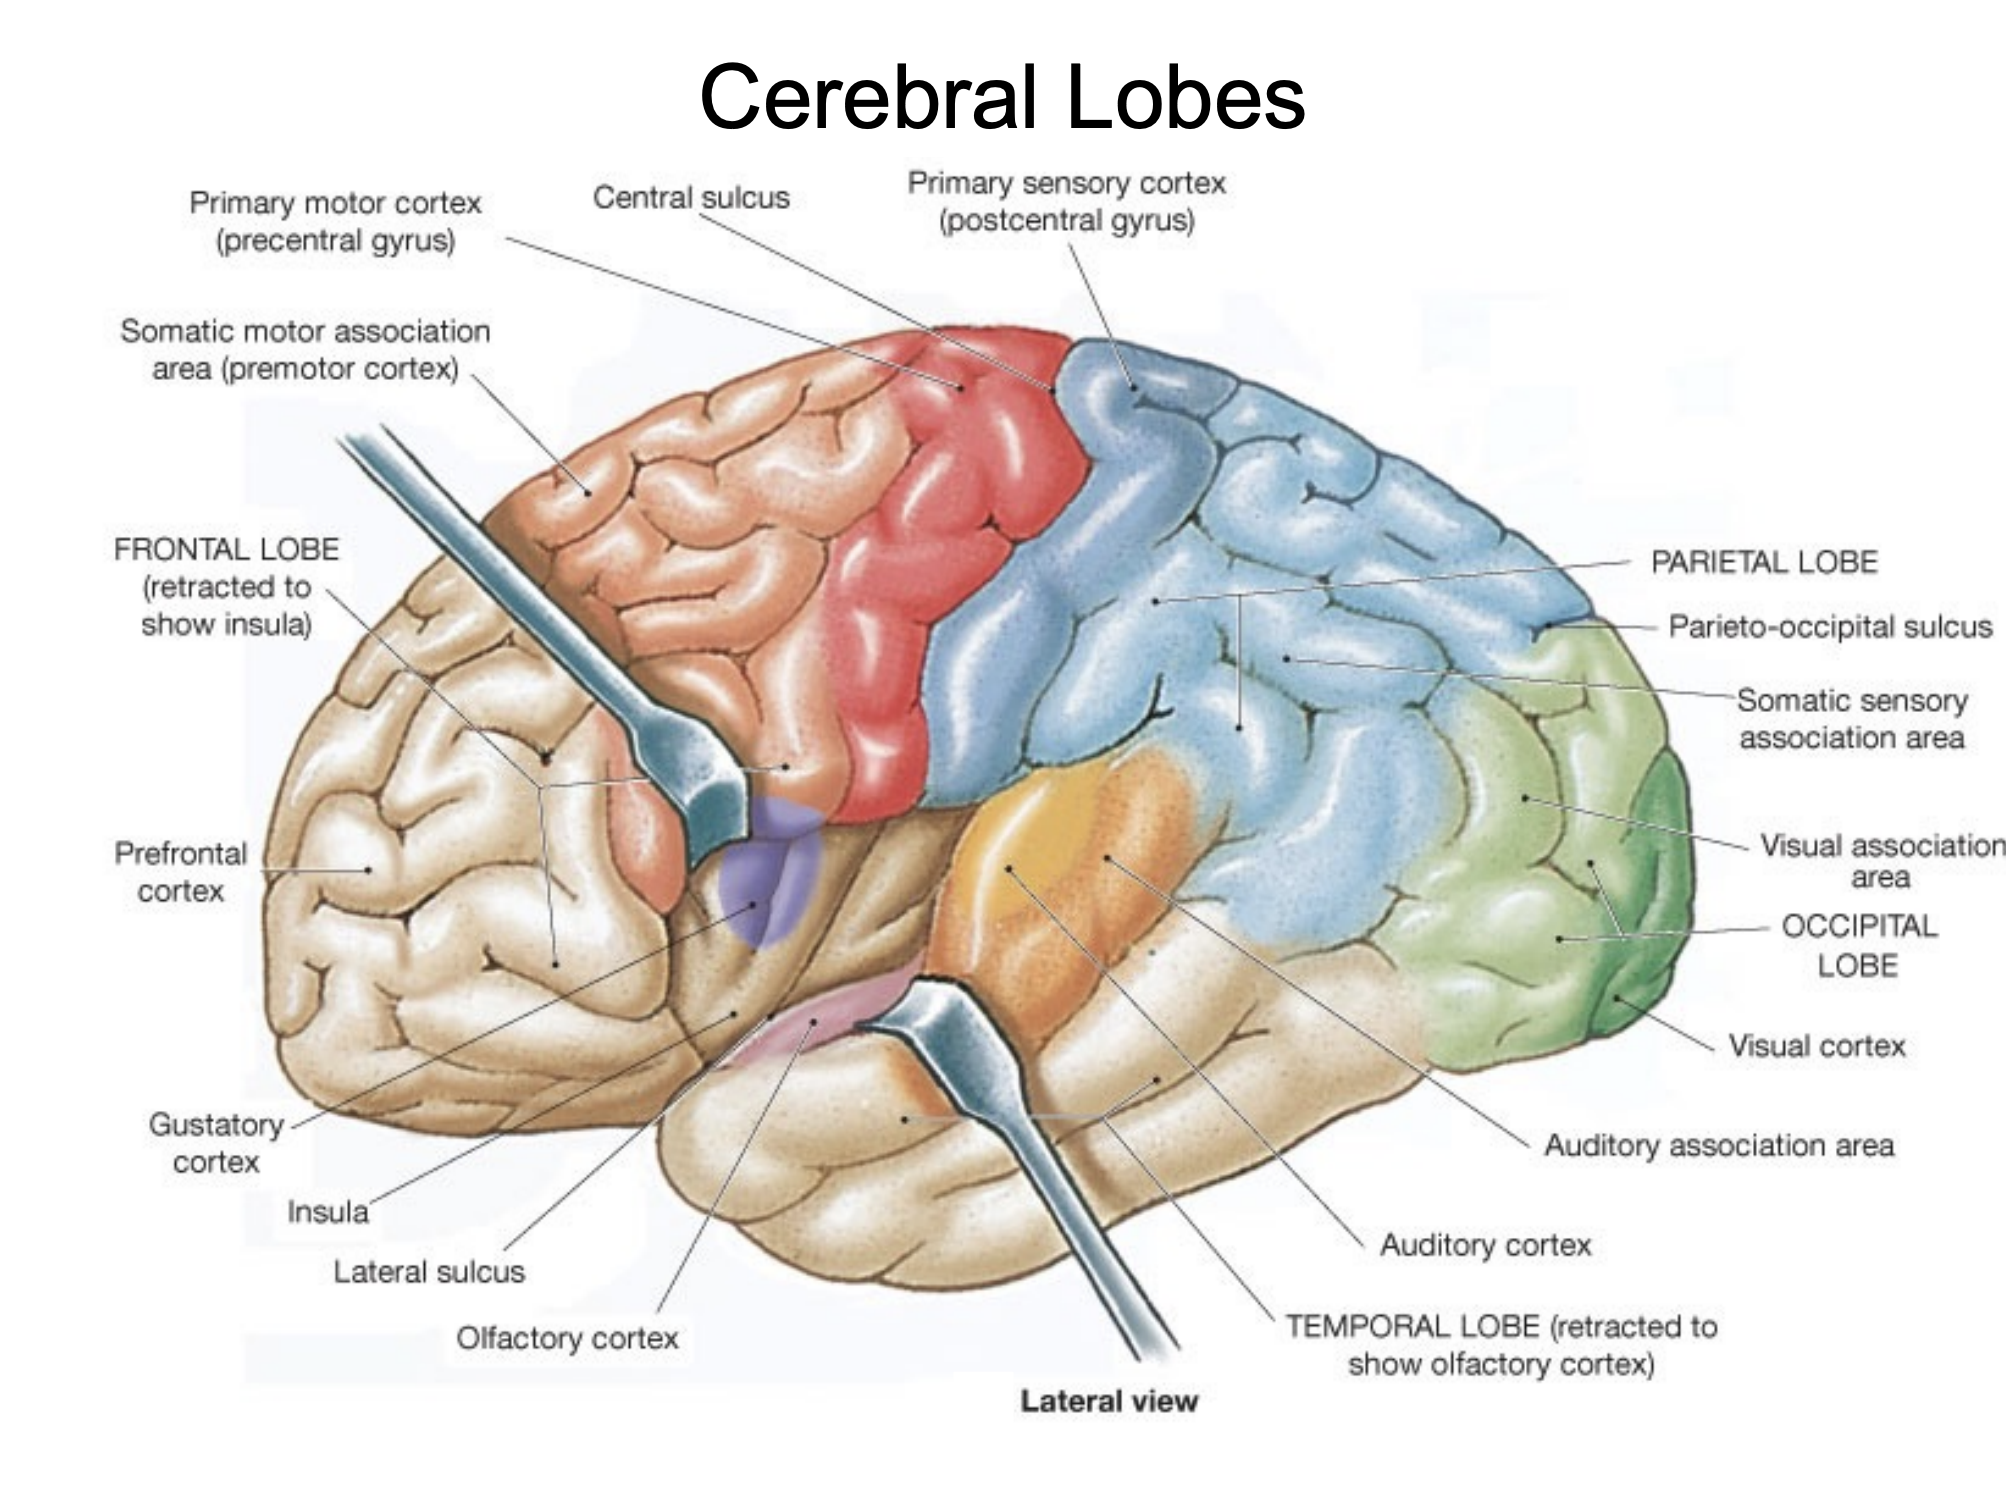 Cerebral Lobes
Primary motor cortex
(precentral gyrus)
Central sulcus
Primary sensory cortex
(postcentral gyrus)
Somatic motor association
area (premotor cortex)
FRONTAL LOBE
(retracted to
show insula)
PARIETAL LOBE
Parieto-occipital sulcus
Somatic sensory
association area
Prefrontal
cortex
Visual association
area
OCCIPITAL
LOBE
Visual cortex
Gustatory
cortex
Auditory association area
Insula
Auditory cortex
Lateral sulcus
Olfactory cortex
TEMPORAL LOBE (retracted to
show olfactory cortex)
Lateral view